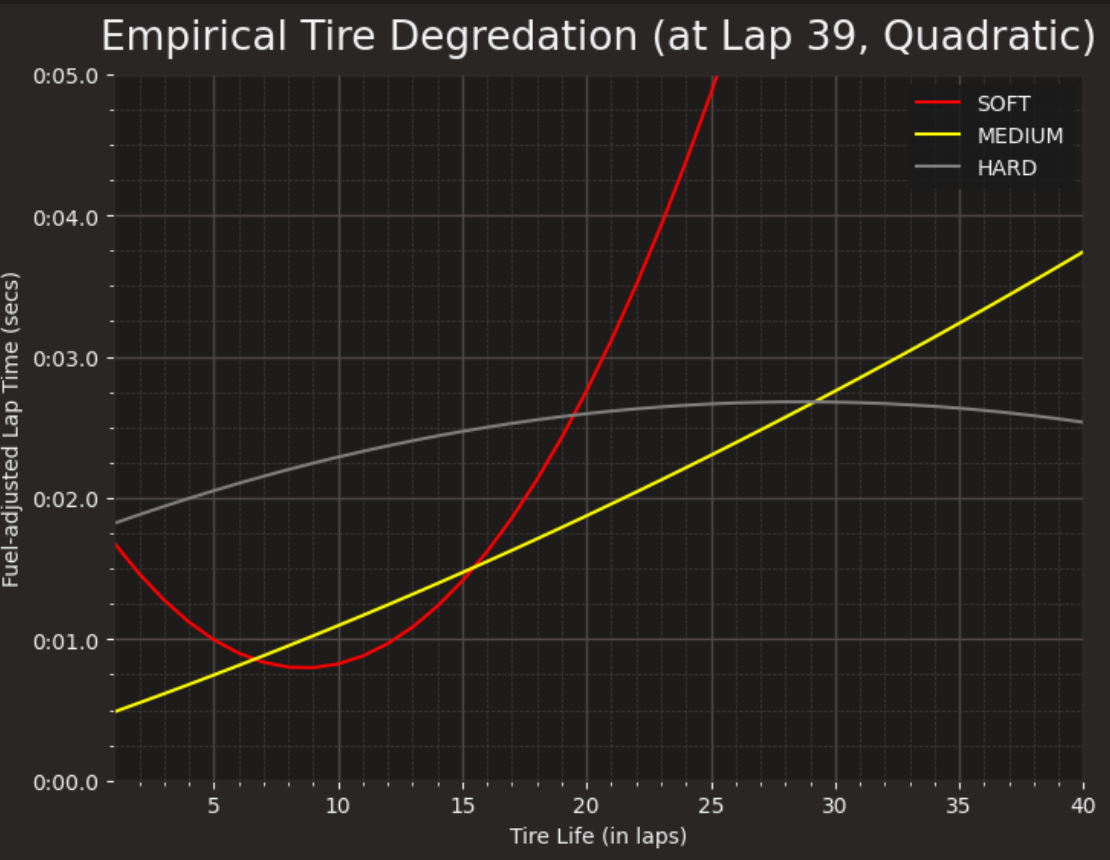 Empirical Tire Degredation (at Lap 39, Quadratic)
0:05.0
0:04.0
0:03.0
0:02.0
0:01.0
0:00.0
Fuel-adjusted Lap Time (secs)
SOFT
MEDIUM
HARD
5 10 15 20 25 30 35 40
Tire Life (in laps)